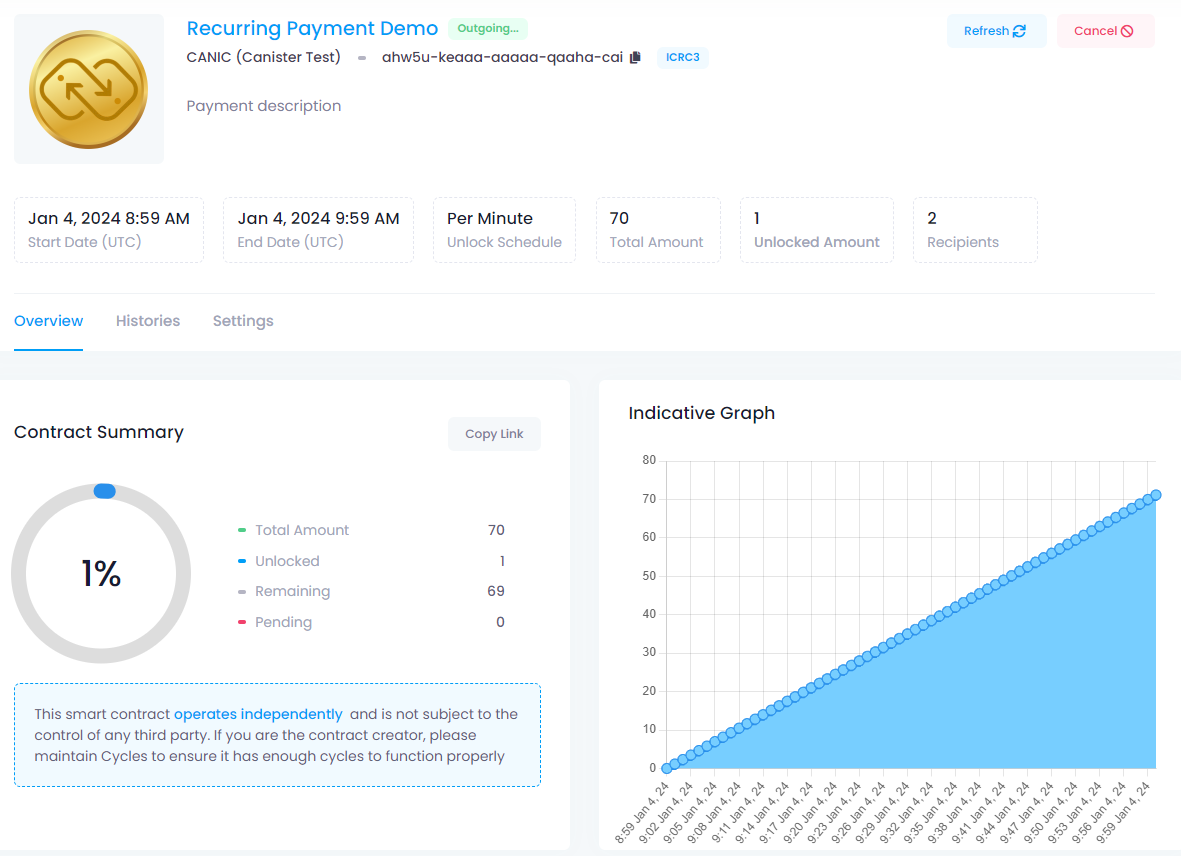 Recurring Payment Demo Outgoing... Refresh Cancel
CANIC (Canister Test) ahw5u-keaaa-aaaaa-qaaha-cai ICRC3
Payment description
Jan 4, 2024 8:59 AM Jan 4, 2024 9:59 AM Per Minute 70 1 2
Start Date (UTC) End Date (UTC) Unlock Schedule Total Amount Unlocked Amount Recipients
Overview Histories Settings
Contract Summary Copy Link
1%
Total Amount 70
Unlocked 1
Remaining 69
Pending 0
This smart contract operates independently and is not subject to the
control of any third party. If you are the contract creator, please
maintain Cycles to ensure it has enough cycles to function properly
Indicative Graph
80
70
60
50
40
30
20
10
0
8:59 Jan 4, 24
9:02 Jan 4, 24
9:05 Jan 4, 24
9:08 Jan 4, 24
9:11 Jan 4, 24
9:14 Jan 4, 24
9:17 Jan 4, 24
9:20 Jan 4, 24
9:23 Jan 4, 24
9:26 Jan 4, 24
9:29 Jan 4, 24
9:32 Jan 4, 24
9:35 Jan 4, 24
9:38 Jan 4, 24
9:41 Jan 4, 24
9:44 Jan 4, 24
9:47 Jan 4, 24
9:50 Jan 4, 24
9:53 Jan 4, 24
9:56 Jan 4, 24
9:59 Jan 4, 24